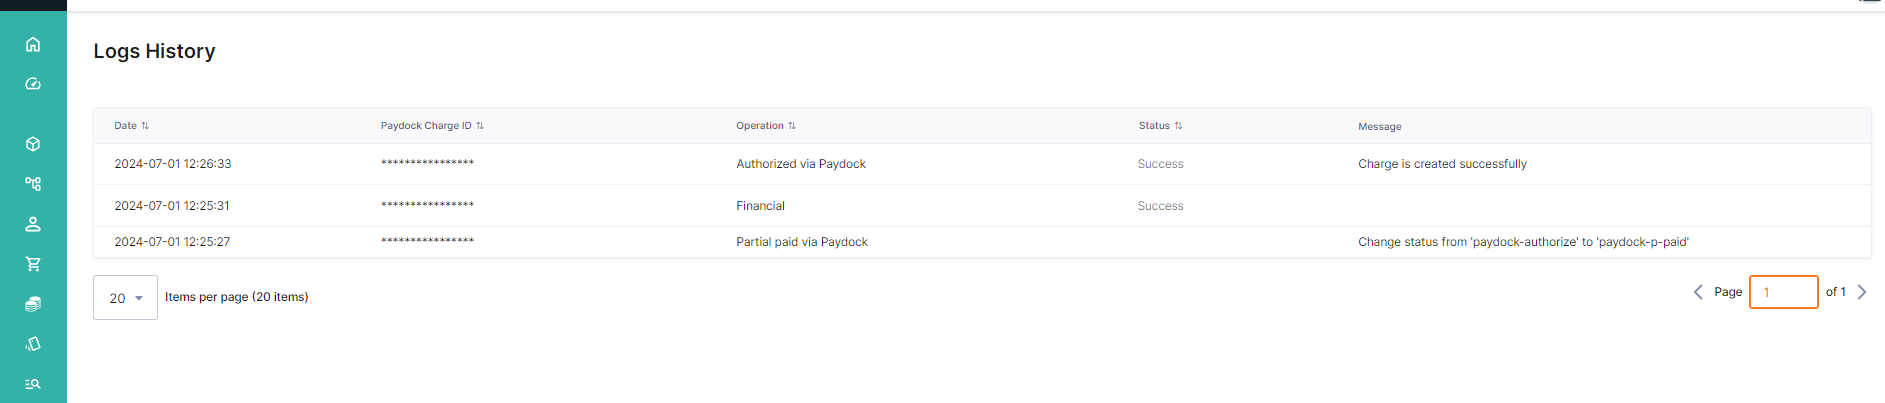 Logs History
Date Paydock Charge ID Operation Status Message
2024-07-01 12:26:33 **************** Authorized via Paydock Success Charge is created successfully
2024-07-01 12:25:31 **************** Financial Success
2024-07-01 12:25:27 **************** Partial paid via Paydock Change status from 'paydock-authorize' to 'paydock-p-paid'
20 Items per page (20 items) Page 1 of 1